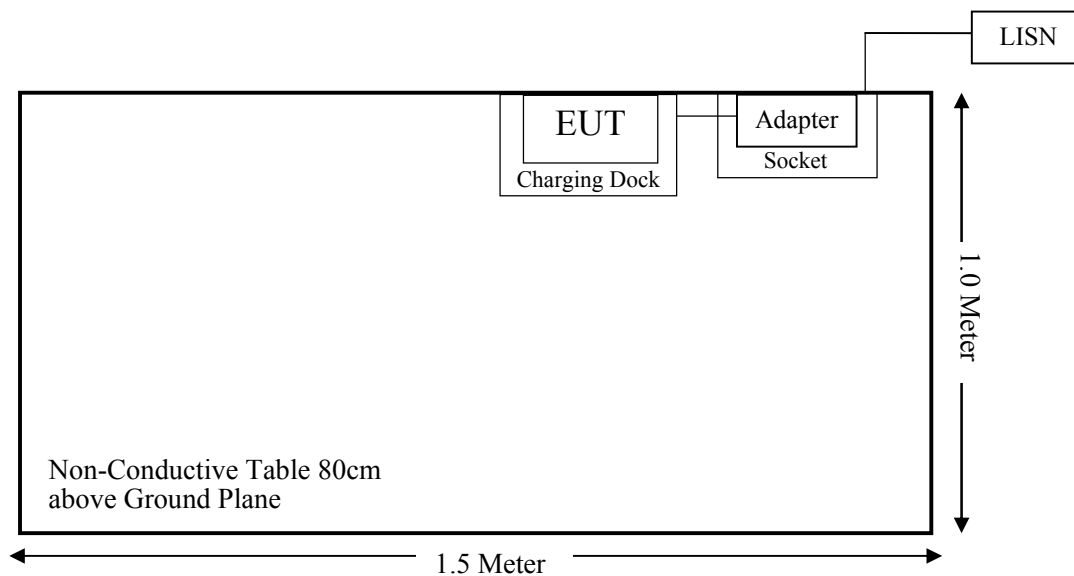 LISN
EUT
Adapter
Socket
Charging Dock
1.0 Meter
Non-Conductive Table 80cm
above Ground Plane
1.5 Meter